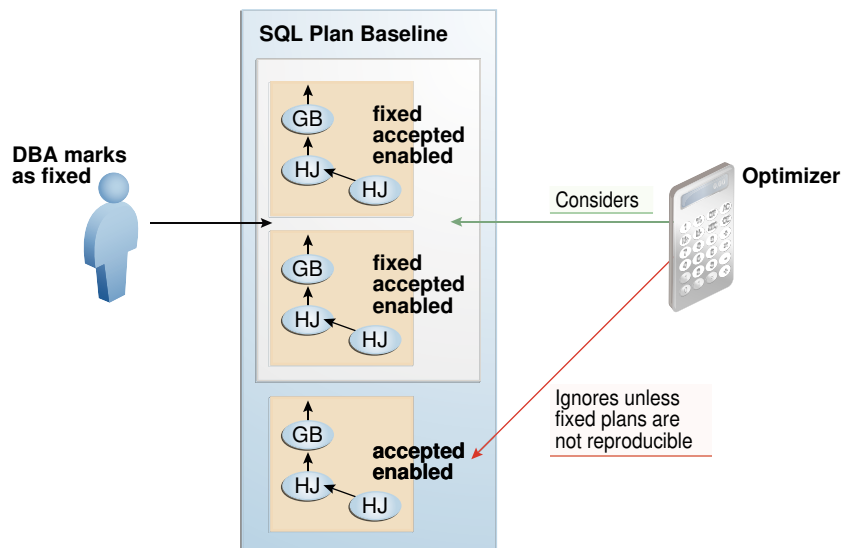 SQL Plan Baseline
GB
HJ
HJ
fixed
accepted
enabled
DBA marks
as fixed
Considers
Optimizer
GB
HJ
HJ
fixed
accepted
enabled
Ignores unless
fixed plans are
not reproducible
GB
HJ
HJ
accepted
enabled